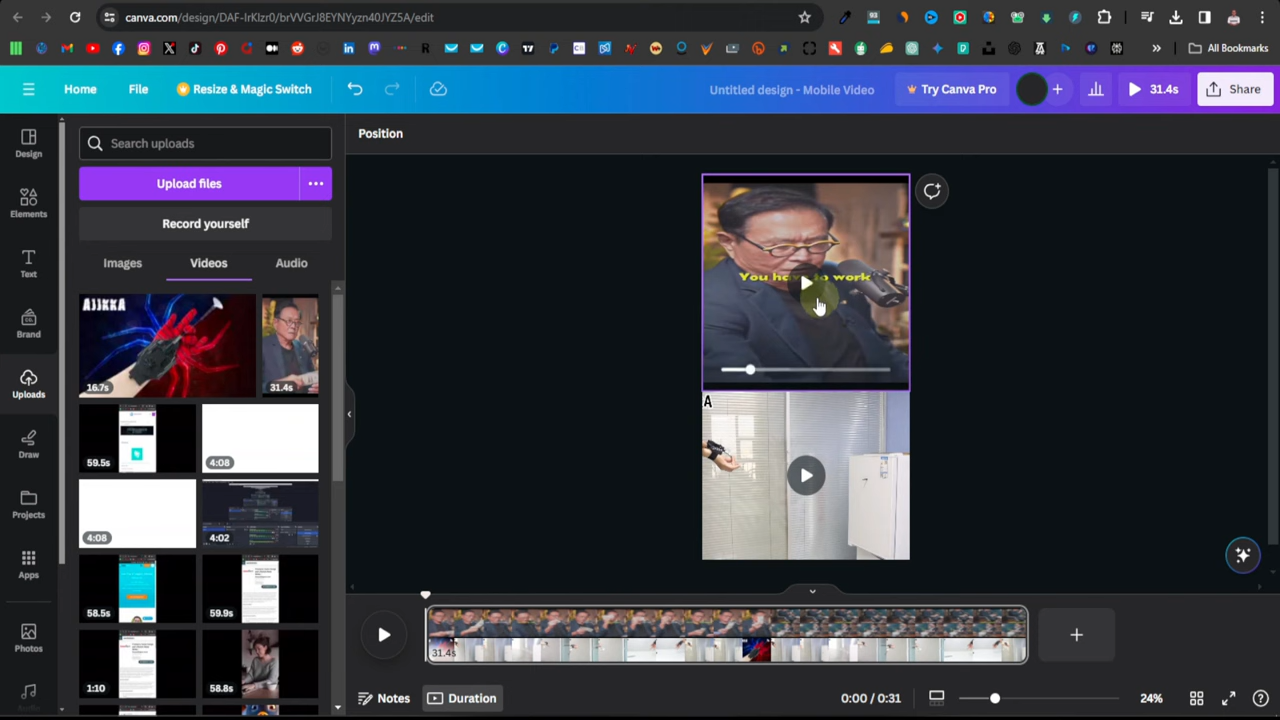 canva.com/design/DAF-IrKIzr0/brVVGrJ8EYNYyzn40JYZ5A/edit
All Bookmarks
Home
File
Resize & Magic Switch
Untitled design - Mobile Video
Try Canva Pro
31.4s
Share
Design
Elements
Text
Brand
Uploads
Draw
Projects
Apps
Photos
Audio
Search uploads
Upload files
Record yourself
Images
Videos
Audio
AJIKKA
16.7s
31.4s
59.5s
4:08
4:08
4:02
58.5s
59.9s
1:10
58.8s
Position
You have to work
A
31.4s
Notes
Duration
0:00 / 0:31
24%